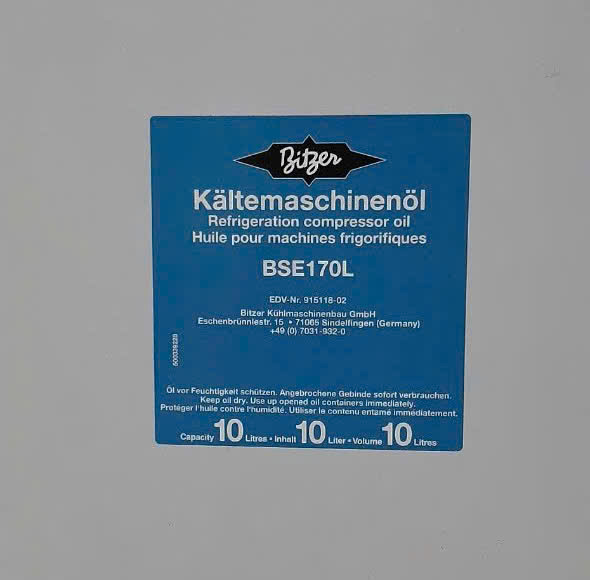 Bitzer
Kältemaschinenöl
Refrigeration compressor oil
Huile pour machines frigorifiques
BSE170L
EDV-Nr. 915118-02
Bitzer Kühlmaschinenbau GmbH
Eschenbrünnlestr. 15 • 71065 Sindelfingen (Germany)
+49 (0) 7031-932-0
Öl vor Feuchtigkeit schützen. Angebrochene Gebinde sofort verbrauchen.
Keep oil dry. Use up opened oil containers immediately.
Protéger l'huile contre l'humidité. Utiliser le contenu entamé immédiatement.
Capacity 10 Litres • Inhalt 10 Liter • Volume 10 Litres